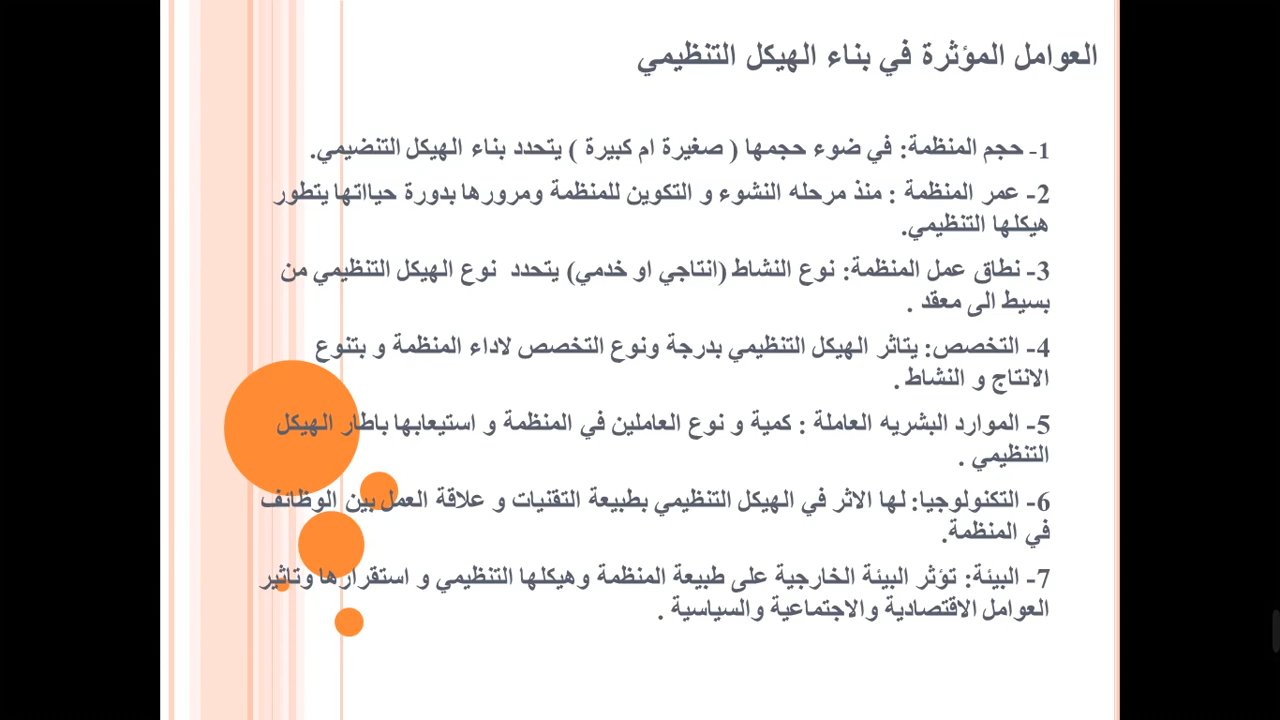 العوامل المؤثرة في بناء الهيكل التنظيمي
1- حجم المنظمة: في ضوء حجمها ( صغيرة ام كبيرة ) يتحدد بناء الهيكل التنضيمي.
2- عمر المنظمة : منذ مرحله النشوء و التكوين للمنظمة ومرورها بدورة حيااتها يتطور
هيكلها التنظيمي.
3- نطاق عمل المنظمة: نوع النشاط (انتاجي او خدمي) يتحدد نوع الهيكل التنظيمي من
بسيط الى معقد .
4- التخصص: يتاثر الهيكل التنظيمي بدرجة ونوع التخصص لاداء المنظمة و بتنوع
الانتاج و النشاط .
5- الموارد البشريه العاملة : كمية و نوع العاملين في المنظمة و استيعابها باطار الهيكل
التنظيمي .
6- التكنولوجيا: لها الاثر في الهيكل التنظيمي بطبيعة التقنيات و علاقة العمل بين الوظائف
في المنظمة.
7- البيئة: تؤثر البيئة الخارجية على طبيعة المنظمة وهيكلها التنظيمي و استقرارها وتاثير
العوامل الاقتصادية والاجتماعية والسياسية .